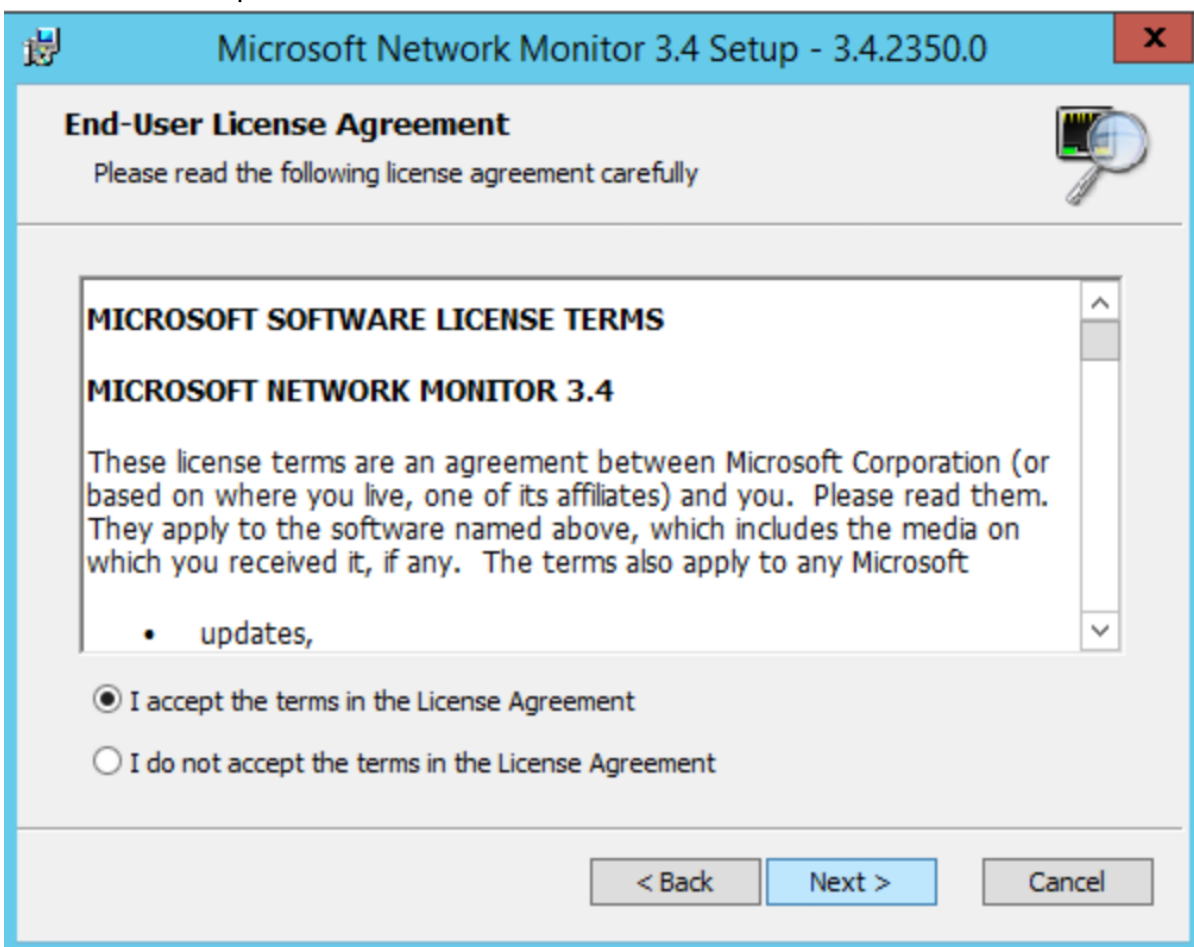 Microsoft Network Monitor 3.4 Setup - 3.4.2350.0
x
End-User License Agreement
Please read the following license agreement carefully
MICROSOFT SOFTWARE LICENSE TERMS
MICROSOFT NETWORK MONITOR 3.4
These license terms are an agreement between Microsoft Corporation (or
based on where you live, one of its affiliates) and you.  Please read them.
They apply to the software named above, which includes the media on
which you received it, if any.  The terms also apply to any Microsoft
• updates,
I accept the terms in the License Agreement
I do not accept the terms in the License Agreement
< Back Next > Cancel